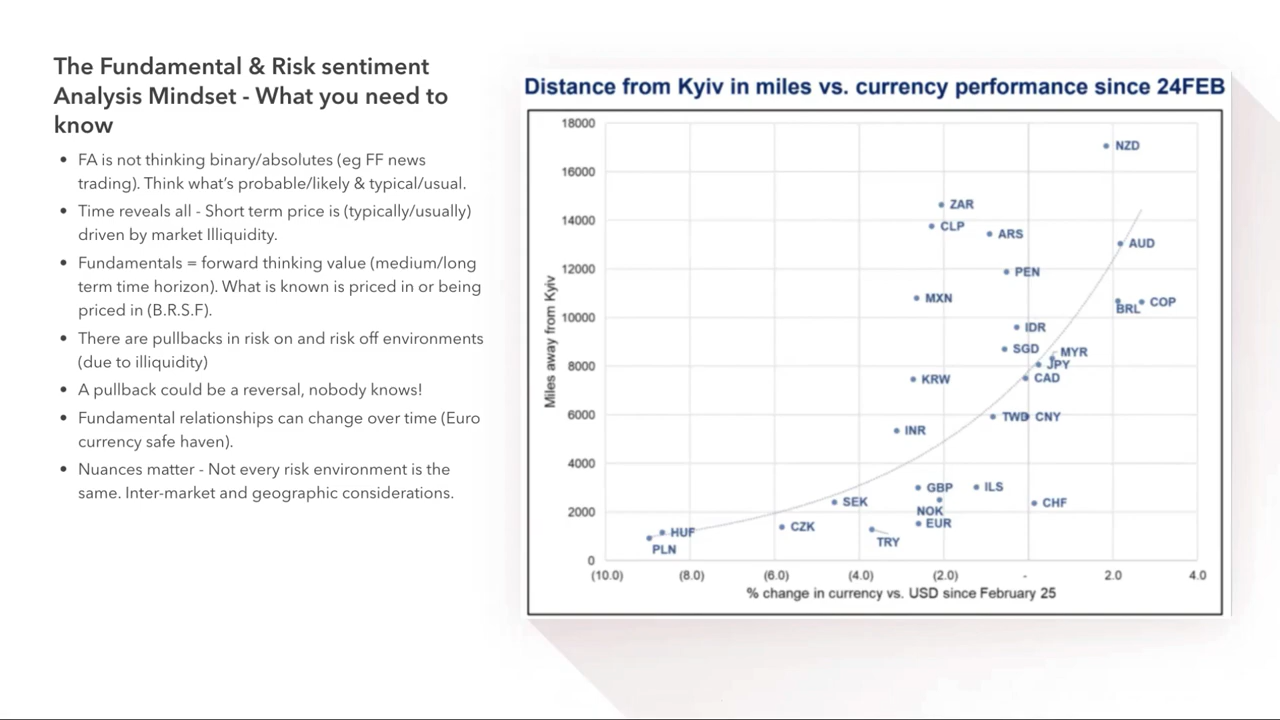 The Fundamental & Risk sentiment
Analysis Mindset - What you need to
know
• FA is not thinking binary/absolutes (eg FF news
trading). Think what's probable/likely & typical/usual.
• Time reveals all - Short term price is (typically/usually)
driven by market Illiquidity.
• Fundamentals = forward thinking value (medium/long
term time horizon). What is known is priced in or being
priced in (B.R.S.F).
• There are pullbacks in risk on and risk off environments
(due to illiquidity)
• A pullback could be a reversal, nobody knows!
• Fundamental relationships can change over time (Euro
currency safe haven).
• Nuances matter - Not every risk environment is the
same. Inter-market and geographic considerations.
Distance from Kyiv in miles vs. currency performance since 24FEB
Miles away from Kyiv
18000
16000
14000
12000
10000
8000
6000
4000
2000
0
NZD
ZAR
CLP
ARS
AUD
PEN
MXN
COP
BRL
IDR
SGD
MYR
JPY
KRW
CAD
TWD
CNY
INR
GBP
ILS
SEK
CHF
NOK
EUR
CZK
HUF
TRY
PLN
(10.0)
(8.0)
(6.0)
(4.0)
(2.0)
-
2.0
4.0
% change in currency vs. USD since February 25